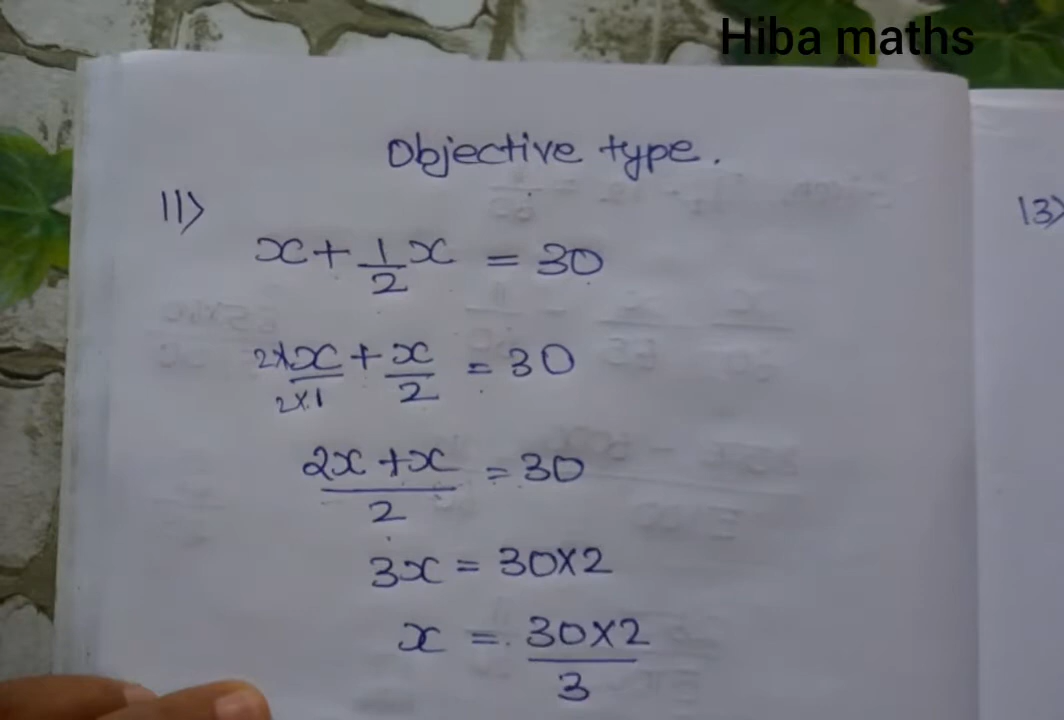 Hiba maths
Objective type.
11>
x + 1/2 x = 30
2×x/2×1 + x/2 = 30
2x + x/2 = 30
3x = 30×2
x = 30×2/3
13>